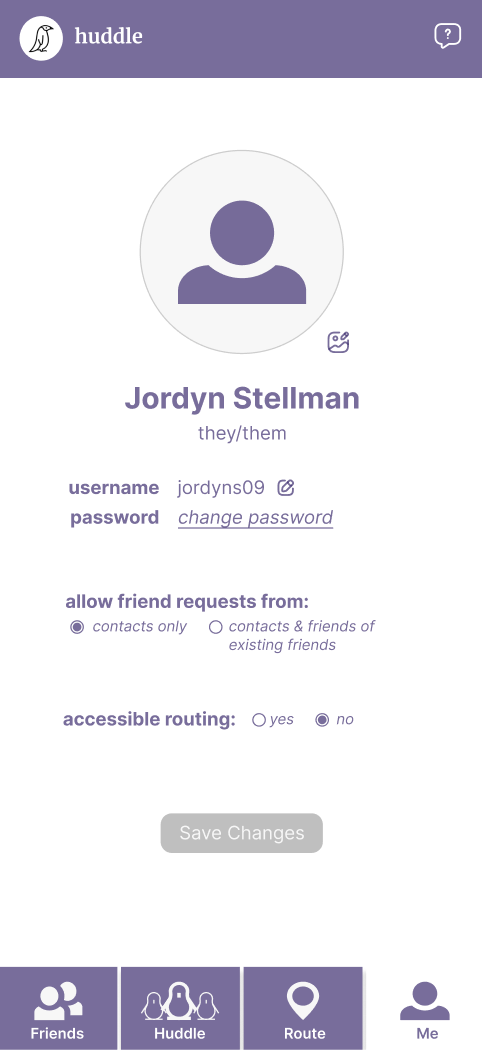 huddle
?
Jordyn Stellman
they/them
username jordyns09
password change password
allow friend requests from:
contacts only contacts & friends of
existing friends
accessible routing: yes no
Save Changes
Friends Huddle Route Me